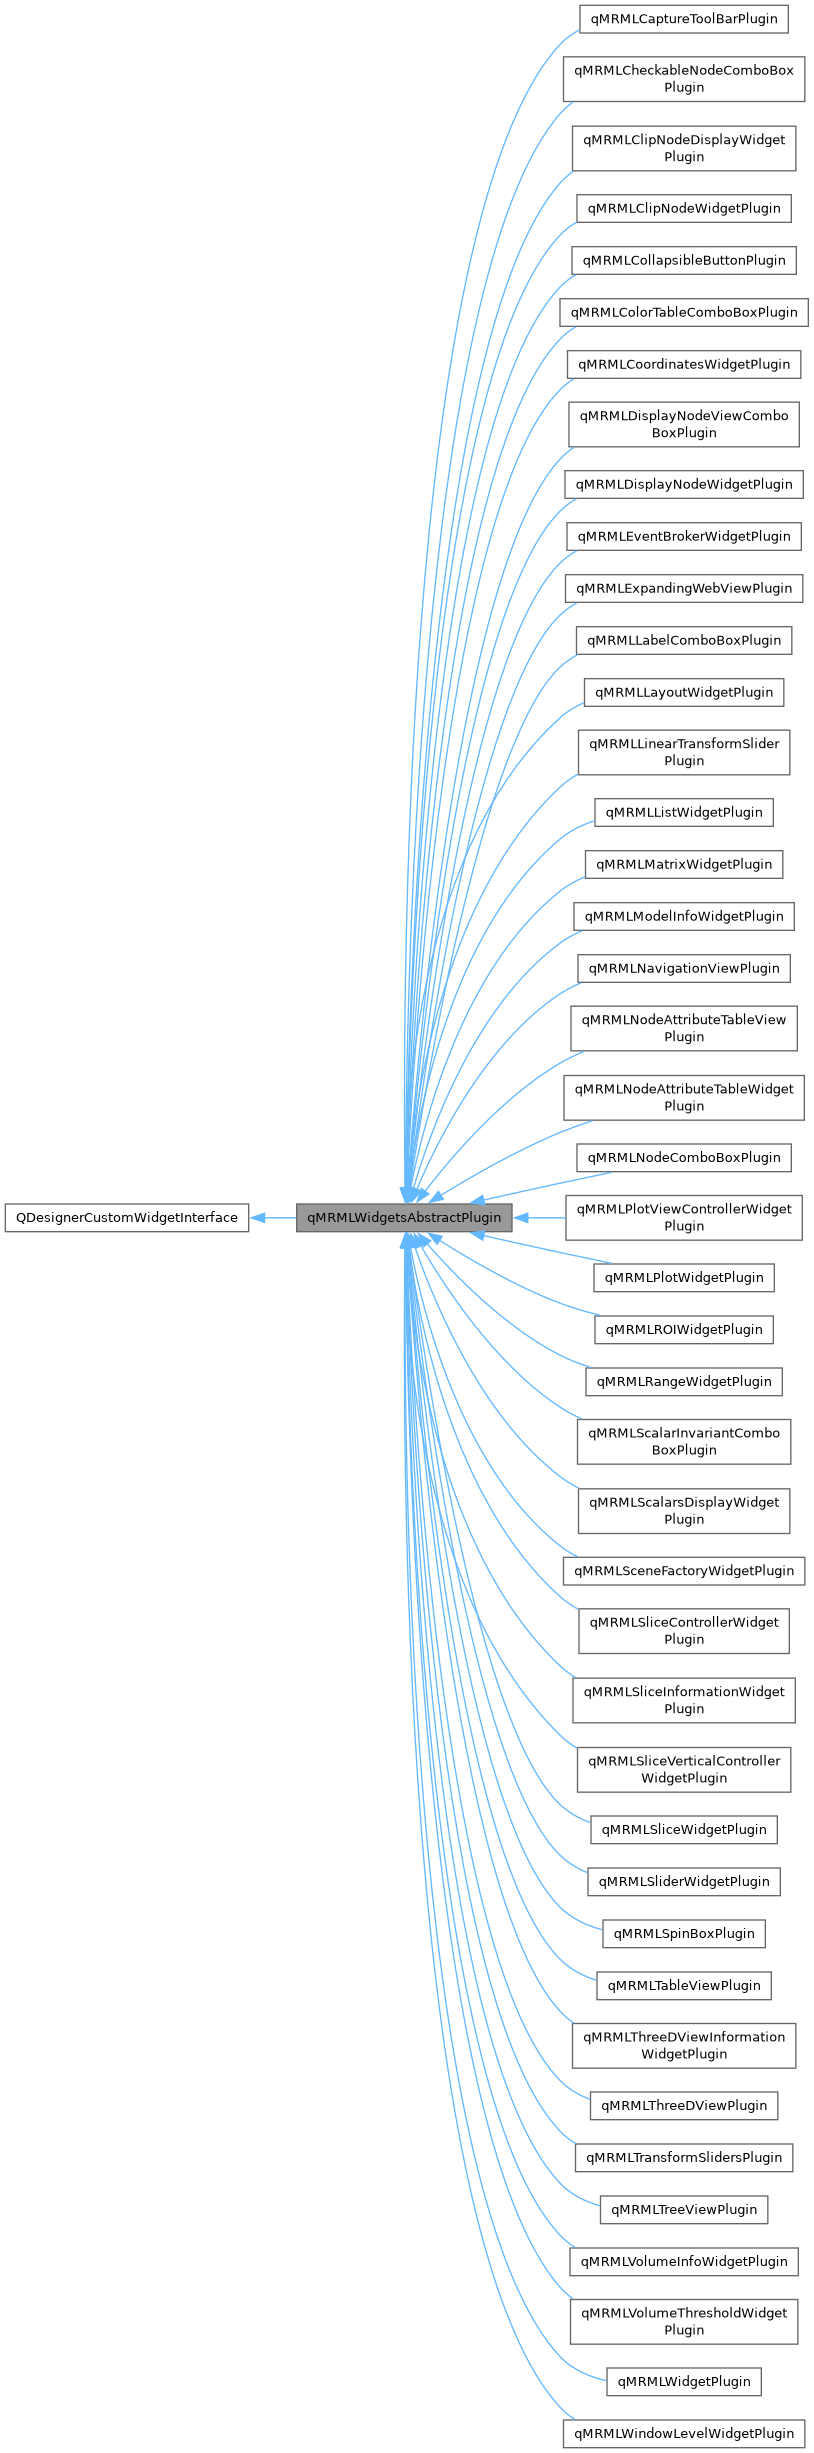 qMRMLCaptureToolBarPlugin
qMRMLCheckableNodeComboBox
Plugin
qMRMLClipNodeDisplayWidget
Plugin
qMRMLClipNodeWidgetPlugin
qMRMLCollapsibleButtonPlugin
qMRMLColorTableComboBoxPlugin
qMRMLCoordinatesWidgetPlugin
qMRMLDisplayNodeViewCombo
BoxPlugin
qMRMLDisplayNodeWidgetPlugin
qMRMLEventBrokerWidgetPlugin
qMRMLExpandingWebViewPlugin
qMRMLLabelComboBoxPlugin
qMRMLLayoutWidgetPlugin
qMRMLLinearTransformSlider
Plugin
qMRMLListWidgetPlugin
qMRMLMatrixWidgetPlugin
qMRMLModelInfoWidgetPlugin
qMRMLNavigationViewPlugin
qMRMLNodeAttributeTableView
Plugin
qMRMLNodeAttributeTableWidget
Plugin
qMRMLNodeComboBoxPlugin
QDesignerCustomWidgetInterface
qMRMLWidgetsAbstractPlugin
qMRMLPlotViewControllerWidget
Plugin
qMRMLPlotWidgetPlugin
qMRMLROIWidgetPlugin
qMRMLRangeWidgetPlugin
qMRMLScalarInvariantCombo
BoxPlugin
qMRMLScalarsDisplayWidget
Plugin
qMRMLSceneFactoryWidgetPlugin
qMRMLSliceControllerWidget
Plugin
qMRMLSliceInformationWidget
Plugin
qMRMLSliceVerticalController
WidgetPlugin
qMRMLSliceWidgetPlugin
qMRMLSliderWidgetPlugin
qMRMLSpinBoxPlugin
qMRMLTableViewPlugin
qMRMLThreeDViewInformation
WidgetPlugin
qMRMLThreeDViewPlugin
qMRMLTransformSlidersPlugin
qMRMLTreeViewPlugin
qMRMLVolumeInfoWidgetPlugin
qMRMLVolumeThresholdWidget
Plugin
qMRMLWidgetPlugin
qMRMLWindowLevelWidgetPlugin